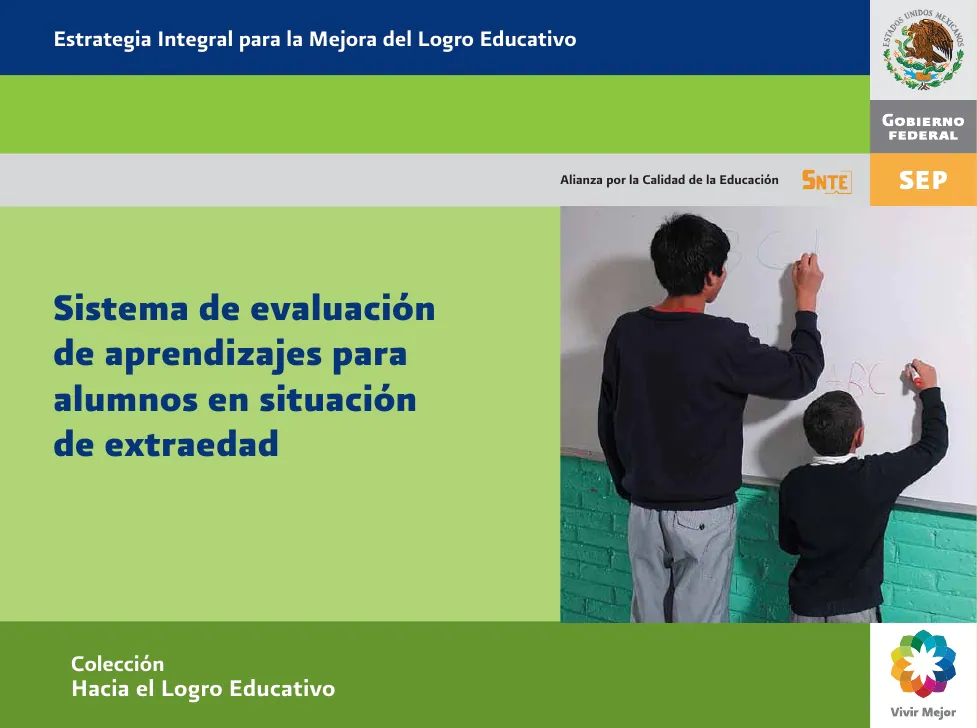 Estrategia Integral para la Mejora del Logro Educativo
ESTADOS UNIDOS MEXICANOS
GOBIERNO
FEDERAL
Alianza por la Calidad de la Educación
SNTE
SEP
B C
ABC
Sistema de evaluación
de aprendizajes para
alumnos en situación
de extraedad
Colección
Hacia el Logro Educativo
Vivir Mejor